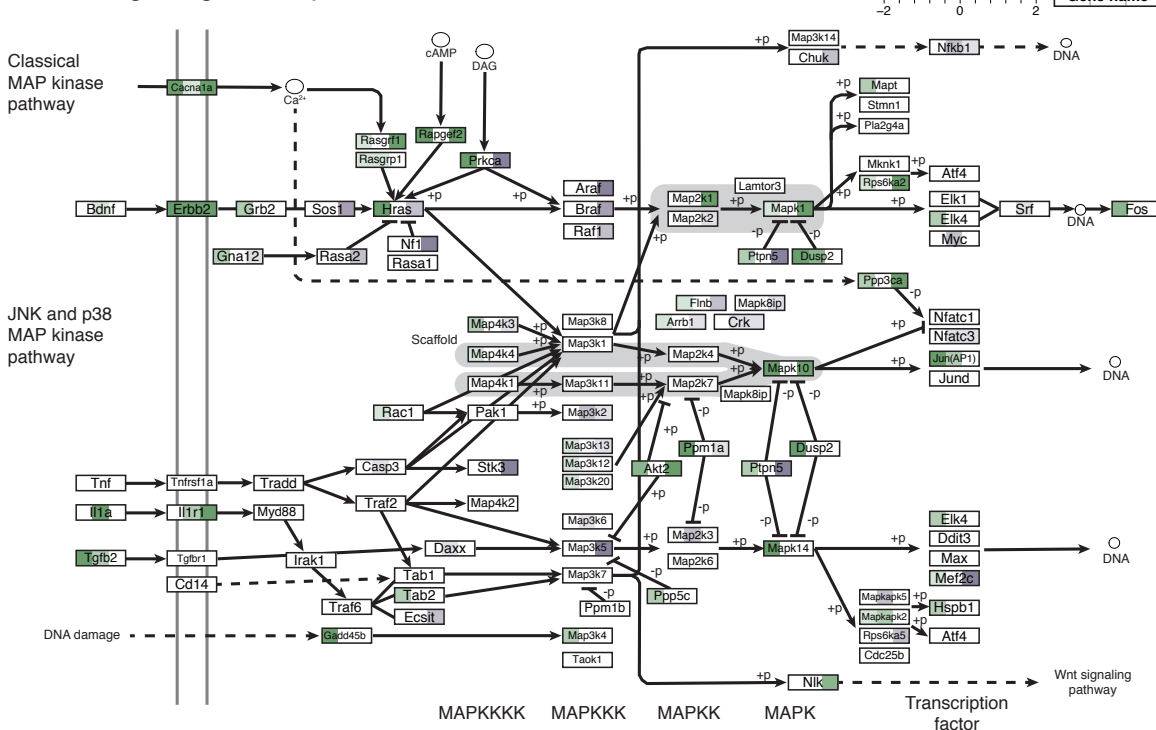 −2
0
2
Classical
MAP kinase
pathway
cAMP
DAG
+p
Map3k14
Chuk
Nfkb1
DNA
Cacna1a
Ca2+
Mapt
Stmn1
Pla2g4a
+p
+p
Rasgrf1
Rasgrp1
Rapgef2
Prkca
Mknk1
Rps6ka2
+p
Atf4
Bdnf
Erbb2
Grb2
Sos1
Hras
+p
+p
Araf
Braf
Raf1
+p
Map2k1
Map2k2
+p
+p
Lamtor3
Mapk1
+p
+p
Elk1
Elk4
Myc
Srf
DNA
Fos
Gna12
Rasa2
Nf1
Rasa1
-p
-p
Ptpn5
Dusp2
Ppp3ca
-p
JNK and p38
MAP kinase
pathway
Flnb
Mapk8ip
Arrb1
Crk
Nfatc1
Nfatc3
+p
Scaffold
Map4k3
Map4k4
Map4k1
+p
+p
+p
+p
Map3k8
Map3k1
Map3k11
+p
+p
Map2k4
Map2k7
+p
+p
Mapk10
Mapk8ip
+p
Jun(AP1)
Jund
DNA
Rac1
Pak1
+p
Map3k2
+p
-p
-p
-p
Map3k13
Map3k12
Map3k20
+p
Akt2
Ppm1a
Ptpn5
Dusp2
Casp3
Stk3
Tnf
Tnfrsf1a
Tradd
Traf2
Map4k2
+p
-p
-p
-p
Il1a
Il1r1
Myd88
Map3k6
Map2k3
Elk4
Ddit3
Max
Mef2c
Tgfb2
Tgfbr1
Irak1
Daxx
Map3k5
+p
Map2k6
+p
Mapk14
+p
DNA
Cd14
Tab1
Map3k7
-p
Traf6
Tab2
Ecsit
-p
Ppm1b
Ppp5c
+p
Mapkapk5
Mapkapk2
Rps6ka5
Cdc25b
+p
+p
Hspb1
Atf4
DNA damage
Gadd45b
Map3k4
Taok1
+p
Nlk
Wnt signaling
pathway
MAPKKKK
MAPKKK
MAPKK
MAPK
Transcription
factor